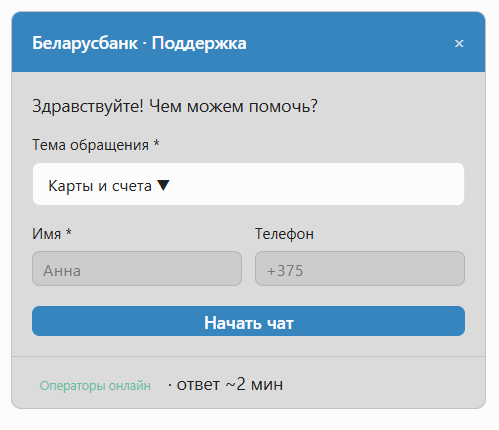 Беларусбанк · Поддержка ×
Здравствуйте! Чем можем помочь?
Тема обращения *
Карты и счета ▼
Имя * Телефон
Анна +375
Начать чат
Операторы онлайн · ответ ~2 мин